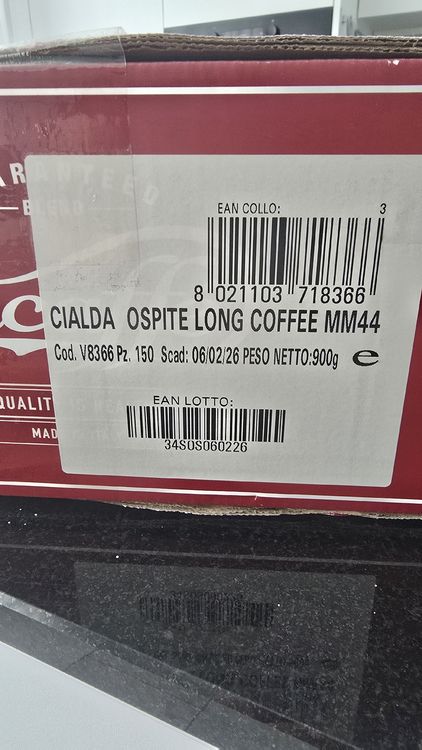 EAN COLLO: 3
8 021103 718366
CIALDA OSPITE LONG COFFEE MM44
Cod. V8366 Pz. 150 Scad: 06/02/26 PESO NETTO:900g e
EAN LOTTO:
34S0S060226